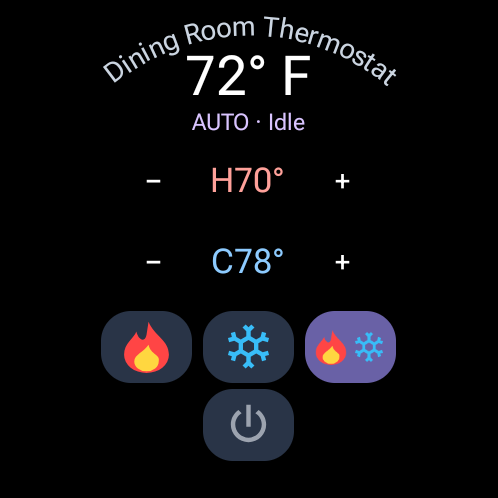 Dining Room Thermostat
72° F
AUTO · Idle
− H70° +
− C78° +